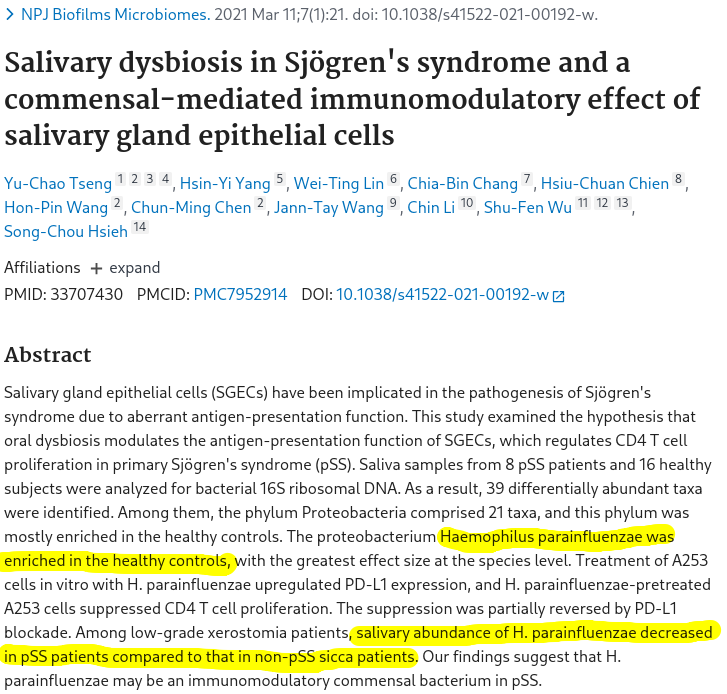 NPJ Biofilms Microbiomes. 2021 Mar 11;7(1):21. doi: 10.1038/s41522-021-00192-w.
Salivary dysbiosis in Sjögren's syndrome and a
commensal-mediated immunomodulatory effect of
salivary gland epithelial cells
Yu-Chao Tseng 1 2 3 4, Hsin-Yi Yang 5, Wei-Ting Lin 6, Chia-Bin Chang 7, Hsiu-Chuan Chien 8,
Hon-Pin Wang 2, Chun-Ming Chen 2, Jann-Tay Wang 9, Chin Li 10, Shu-Fen Wu 11 12 13,
Song-Chou Hsieh 14
Affiliations + expand
PMID: 33707430 PMCID: PMC7952914 DOI: 10.1038/s41522-021-00192-w
Abstract
Salivary gland epithelial cells (SGECs) have been implicated in the pathogenesis of Sjögren's
syndrome due to aberrant antigen-presentation function. This study examined the hypothesis that
oral dysbiosis modulates the antigen-presentation function of SGECs, which regulates CD4 T cell
proliferation in primary Sjögren's syndrome (pSS). Saliva samples from 8 pSS patients and 16 healthy
subjects were analyzed for bacterial 16S ribosomal DNA. As a result, 39 differentially abundant taxa
were identified. Among them, the phylum Proteobacteria comprised 21 taxa, and this phylum was
mostly enriched in the healthy controls. The proteobacterium Haemophilus parainfluenzae was
enriched in the healthy controls, with the greatest effect size at the species level. Treatment of A253
cells in vitro with H. parainfluenzae upregulated PD-L1 expression, and H. parainfluenzae-pretreated
A253 cells suppressed CD4 T cell proliferation. The suppression was partially reversed by PD-L1
blockade. Among low-grade xerostomia patients, salivary abundance of H. parainfluenzae decreased
in pSS patients compared to that in non-pSS sicca patients. Our findings suggest that H.
parainfluenzae may be an immunomodulatory commensal bacterium in pSS.